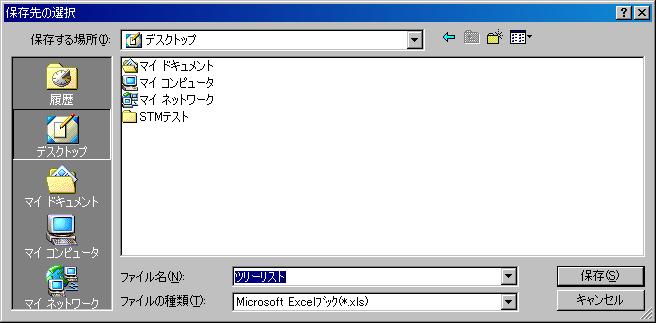 保存先の選択
保存する場所(I): デスクトップ
履歴
デスクトップ
マイ ドキュメント
マイ コンピュータ
マイ ネットワーク
マイ ドキュメント
マイ コンピュータ
マイ ネットワーク
STMテスト
ファイル名(N): ツリーリスト 保存(S)
ファイルの種類(T): Microsoft Excelブック(*.xls) キャンセル